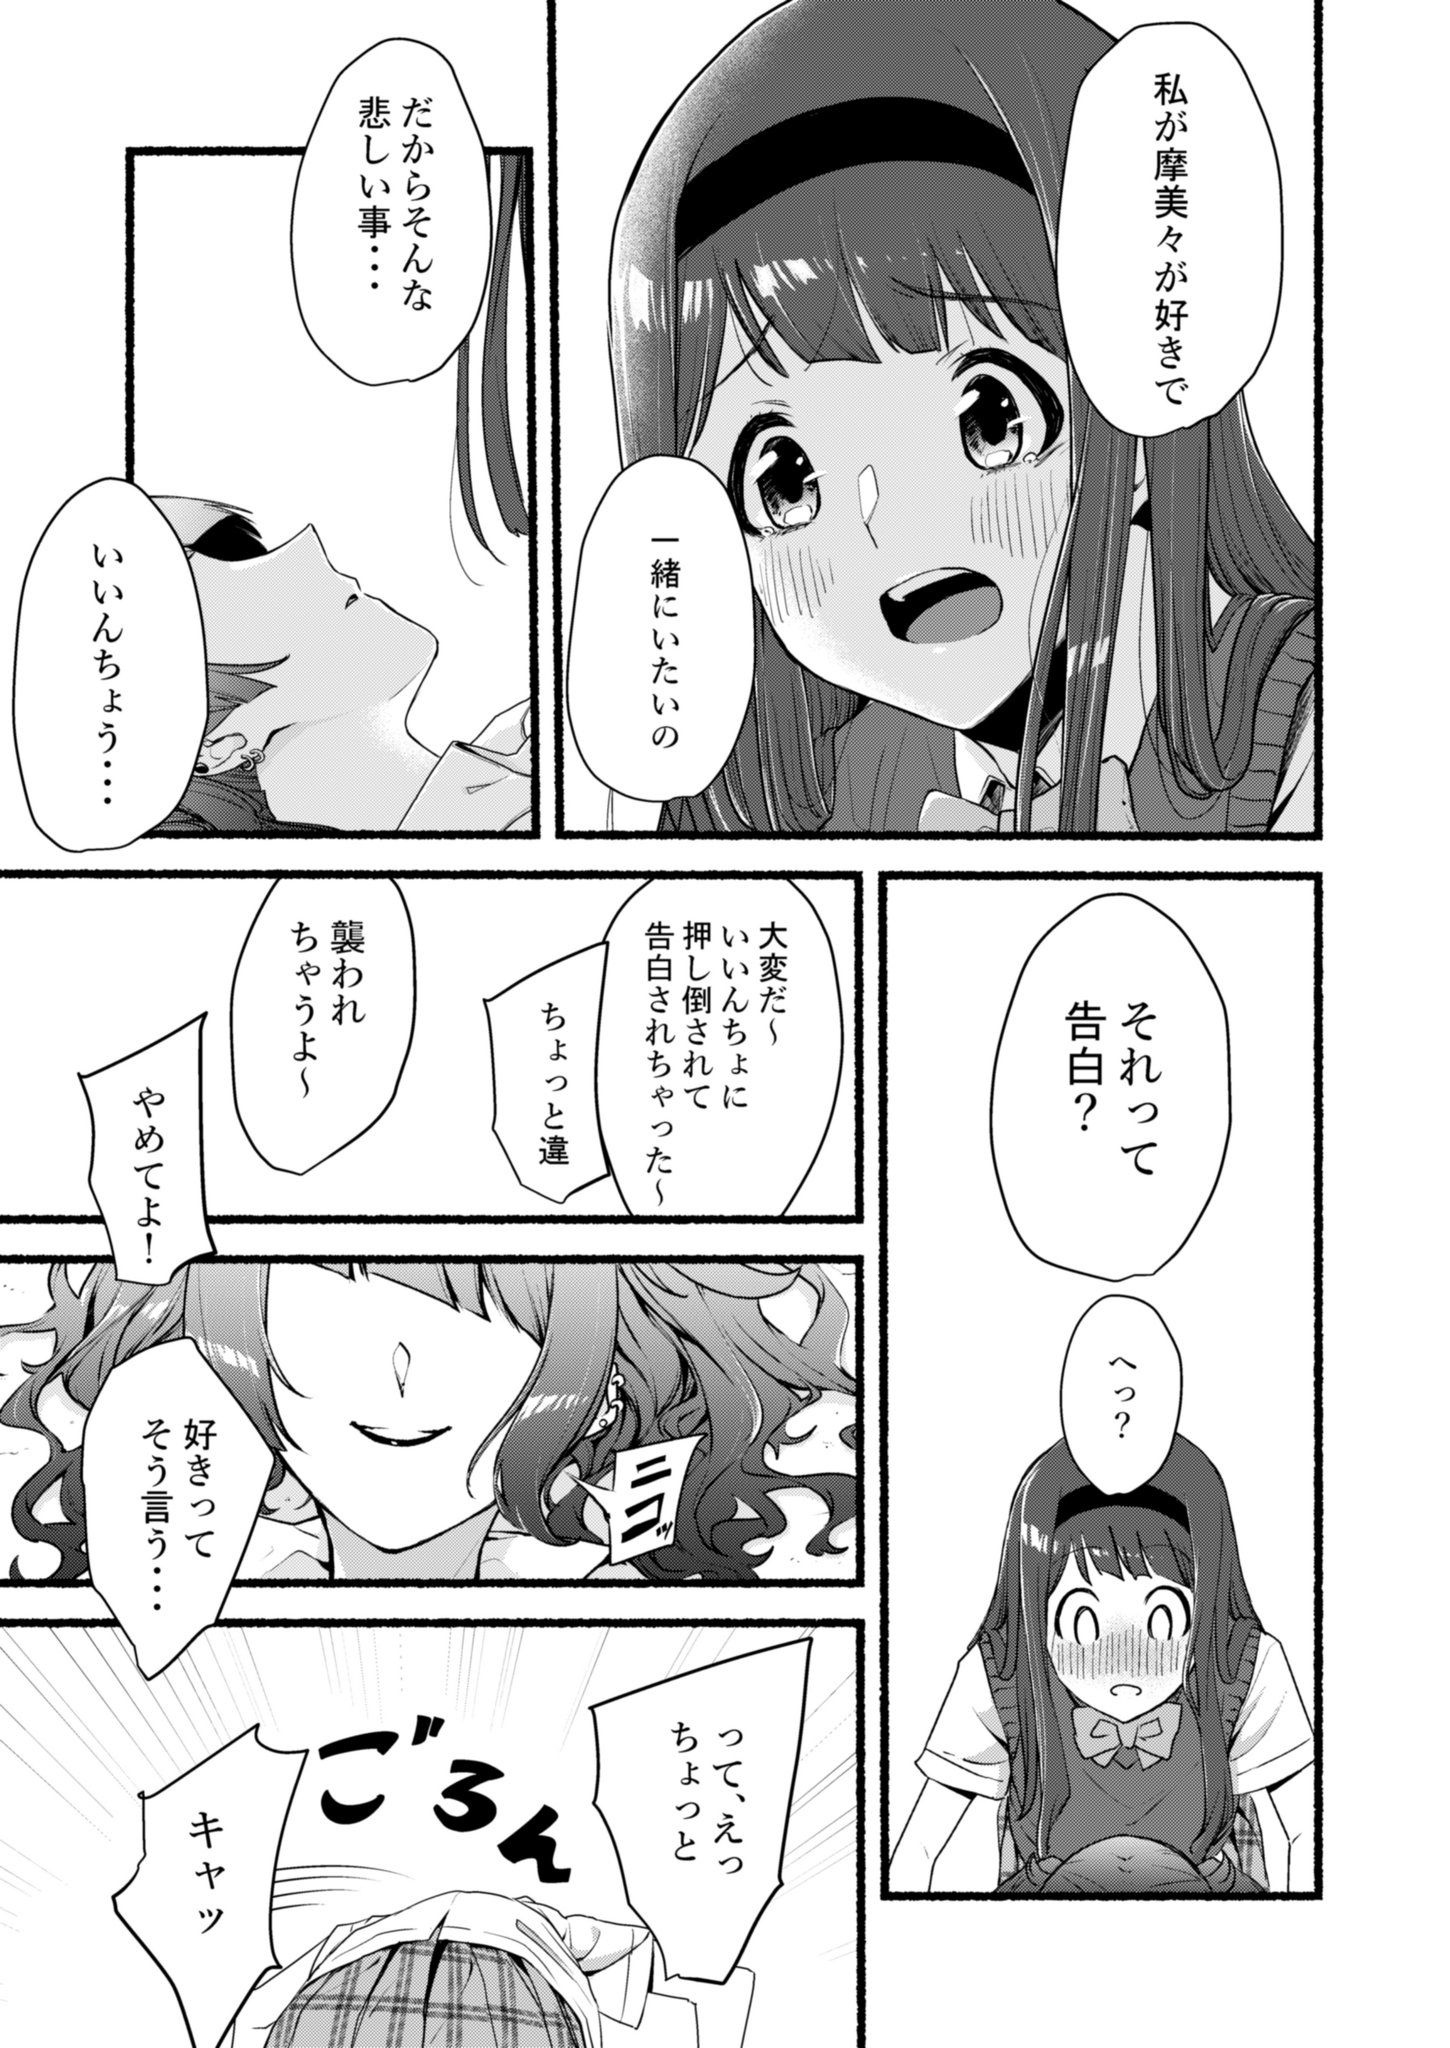 私が摩美々が好きで
一緒にいたいの
だからそんな
悲しい事・・・
いいんちょう・・・
それって
告白？
へっ？
大変だ～
いいんちょに
押し倒されて
告白されちゃった～
ちょっと違
襲われ
ちゃうよ～
やめてよ！
ニコッ
好きって
そう言う・・・
って、えっ
ちょっと
ごろん
キャッ